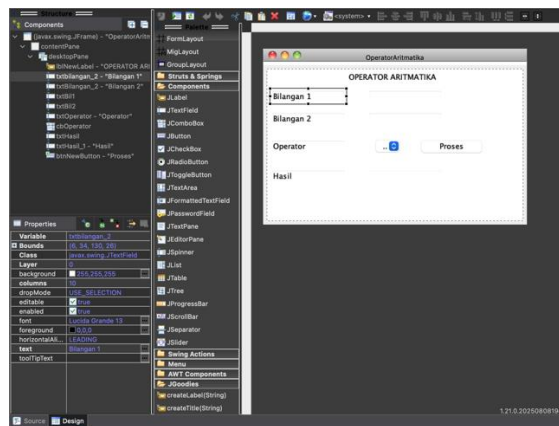 Structure
Components
(javax.swing.JFrame) - "OperatorAritm
contentPane
desktopPane
lblNewLabel - "OPERATOR ARI
txtbilangan_2 - "Bilangan 1"
txtBilangan_2 - "Bilangan 2"
txtBil1
txtBil2
txtOperator - "Operator"
cbOperator
txtHasil
txtHasil_1 - "Hasil"
btnNewButton - "Proses"
Properties
Variable txtbilangan_2
Bounds (6, 34, 130, 26)
Class javax.swing.JTextField
Layer 0
background 255,255,255
columns 10
dropMode USE_SELECTION
editable true
enabled true
font Lucida Grande 13
foreground 0,0,0
horizontalAli... LEADING
text Bilangan 1
toolTipText
Source Design
Palette
FormLayout
MigLayout
GroupLayout
Struts & Springs
Components
JLabel
JTextField
JComboBox
JButton
JCheckBox
JRadioButton
JToggleButton
JTextArea
JFormattedTextField
JPasswordField
JTextPane
JEditorPane
JSpinner
JList
JTable
JTree
JProgressBar
JScrollBar
JSeparator
JSlider
Swing Actions
Menu
AWT Components
JGoodies
createLabel(String)
createTitle(String)
<system>
OperatorAritmatika
OPERATOR ARITMATIKA
Bilangan 1
Bilangan 2
Operator .. Proses
Hasil
1.21.0.2025080819